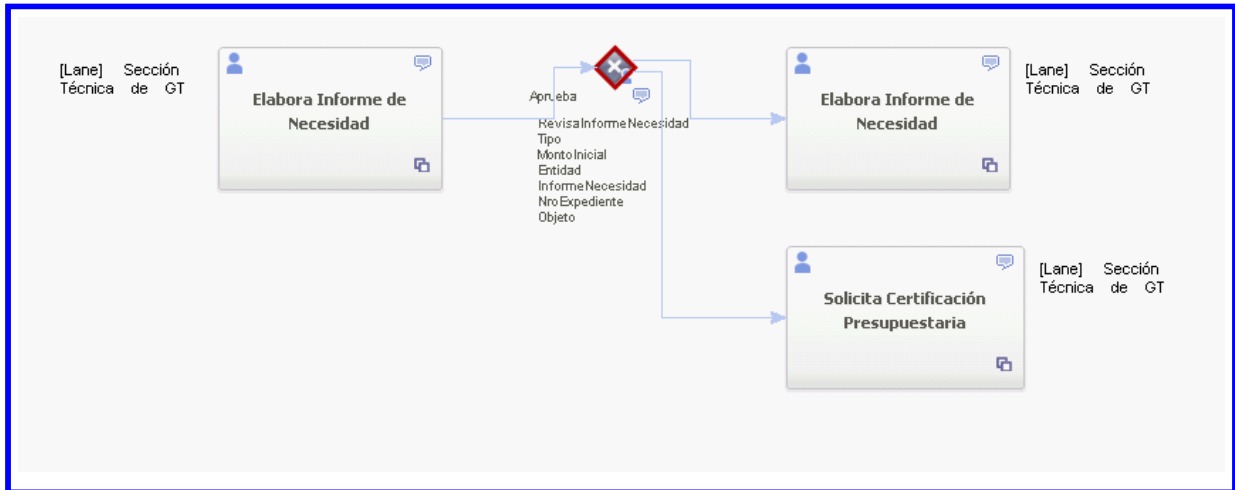 [Lane] Sección
Técnica de GT
Elabora Informe de
Necesidad
Aprueba
RevisaInformeNecesidad
Tipo
MontoInicial
Entidad
InformeNecesidad
NroExpediente
Objeto
Elabora Informe de
Necesidad
[Lane] Sección
Técnica de GT
Solicita Certificación
Presupuestaria
[Lane] Sección
Técnica de GT